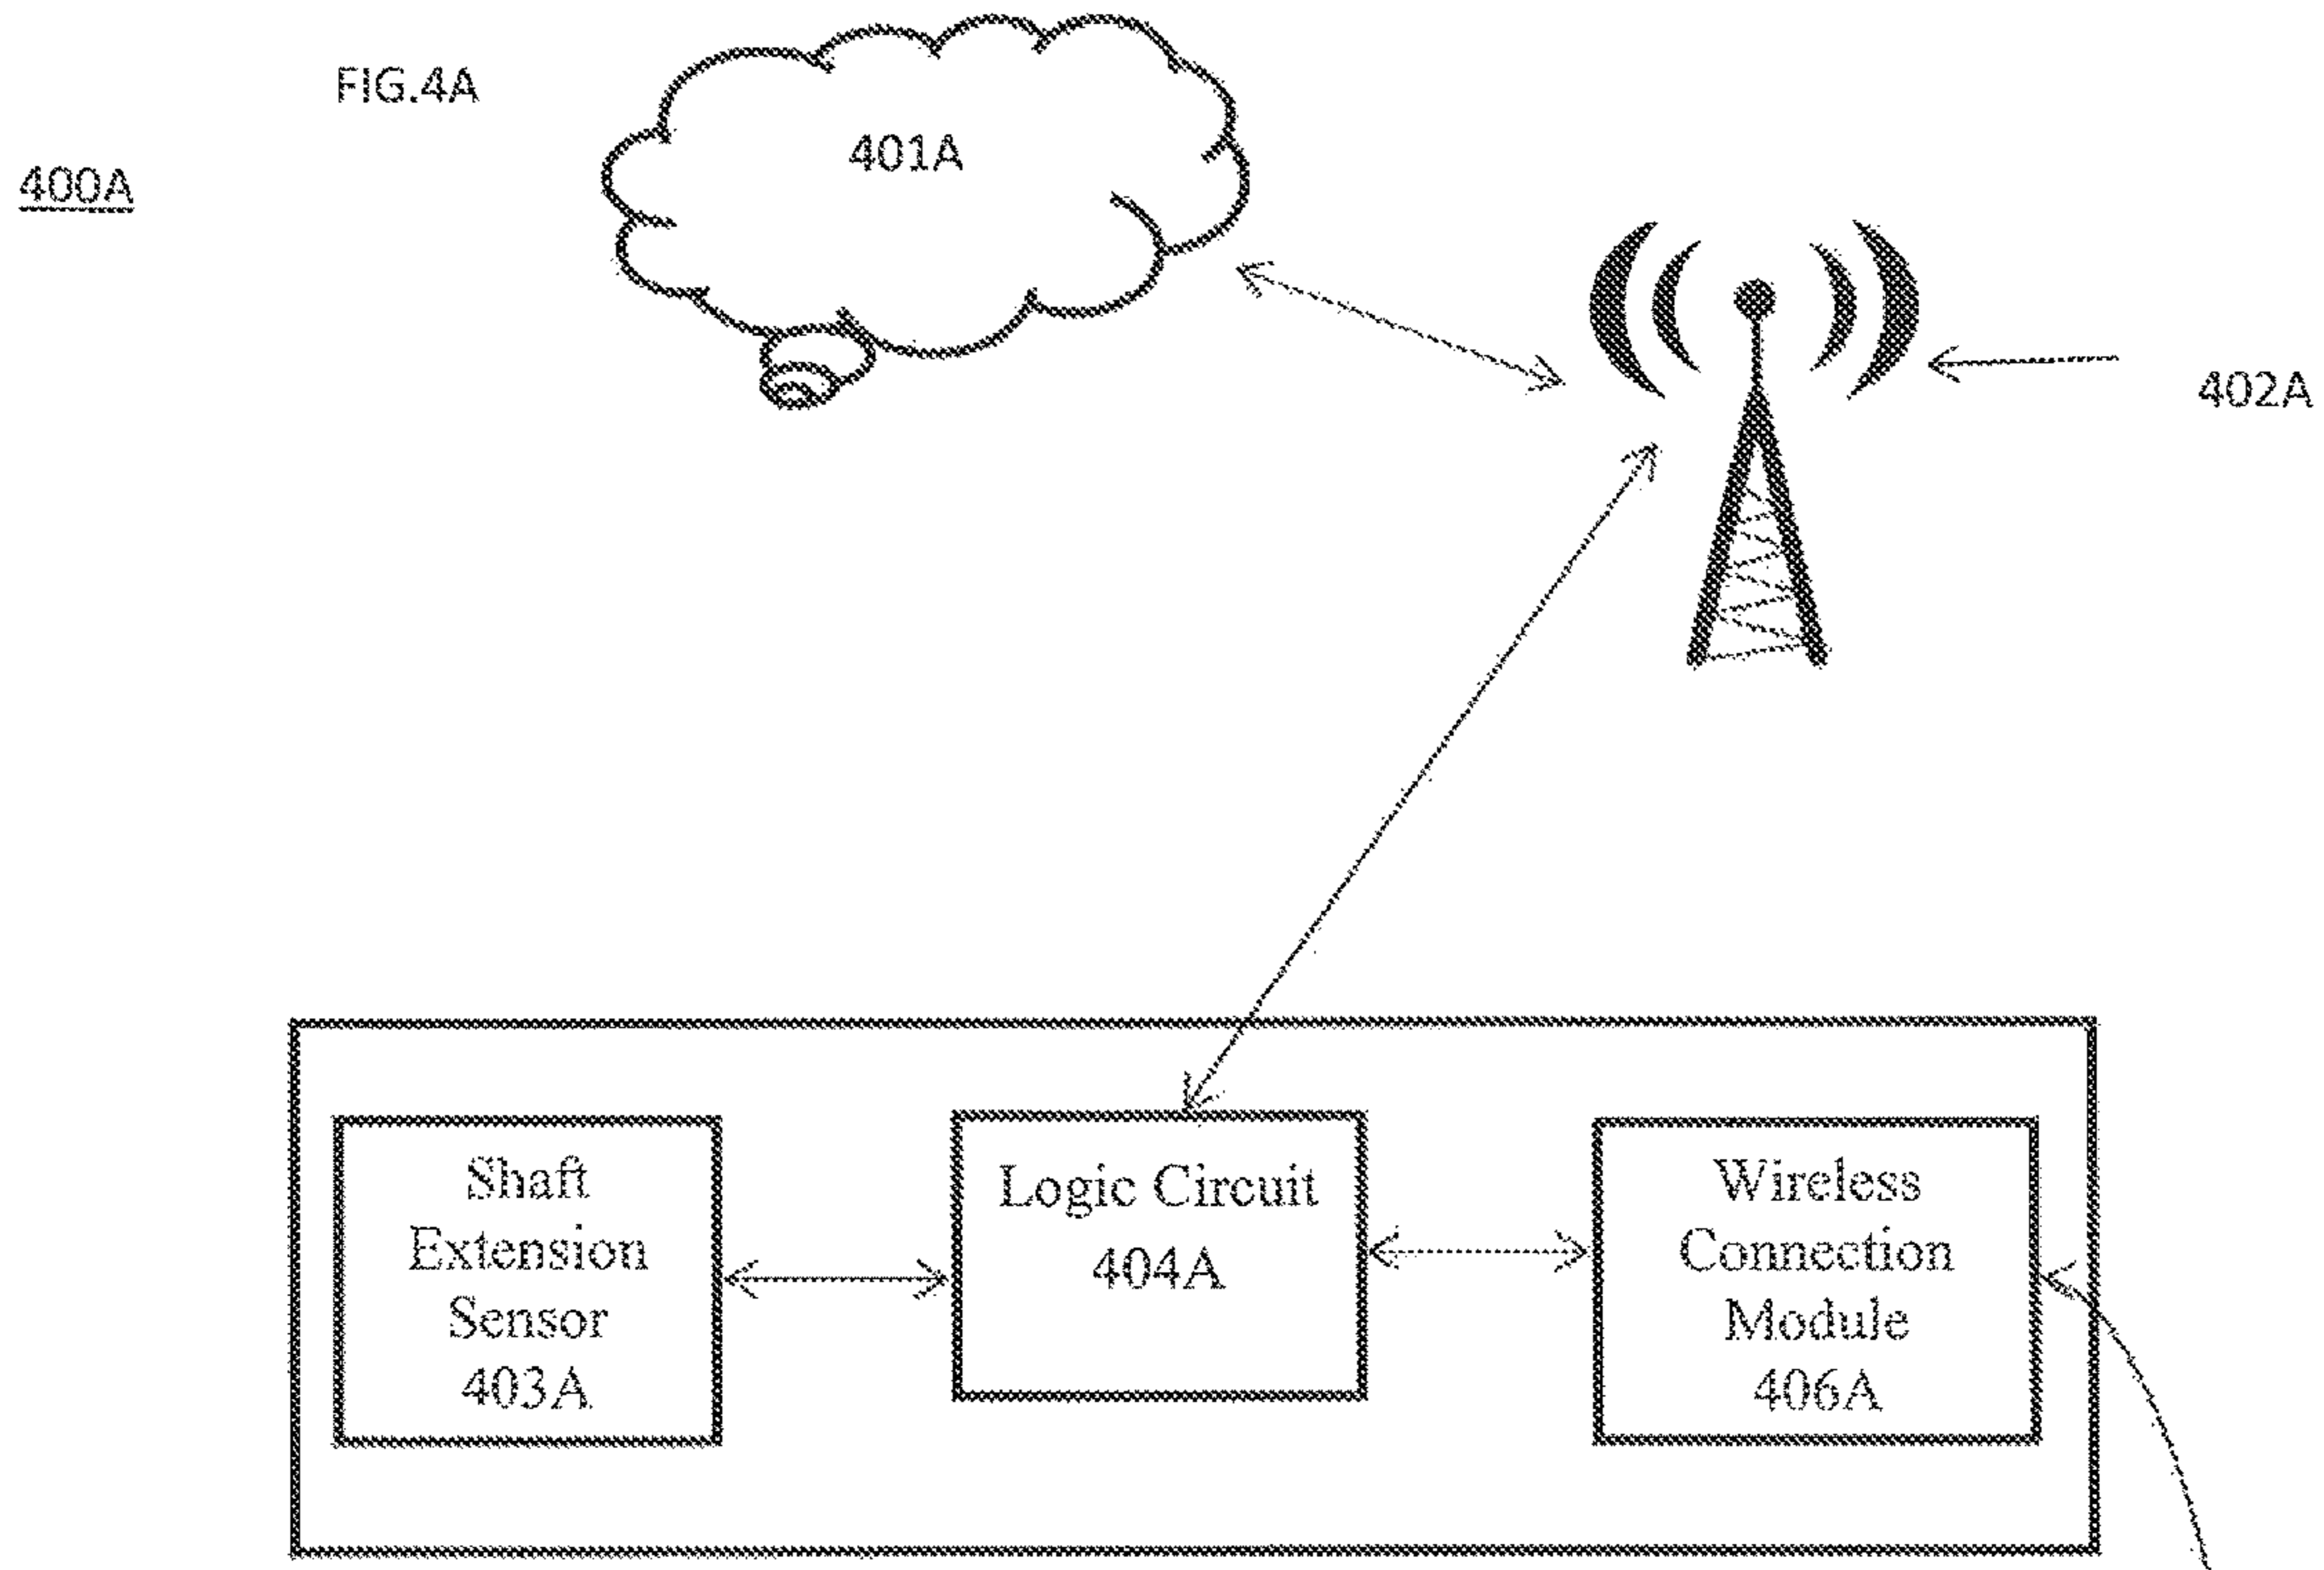 FIG.4A
401A
400A
402A
Shaft
Extension
Sensor
403A
Logic Circuit
404A
Wireless
Connection
Module
406A